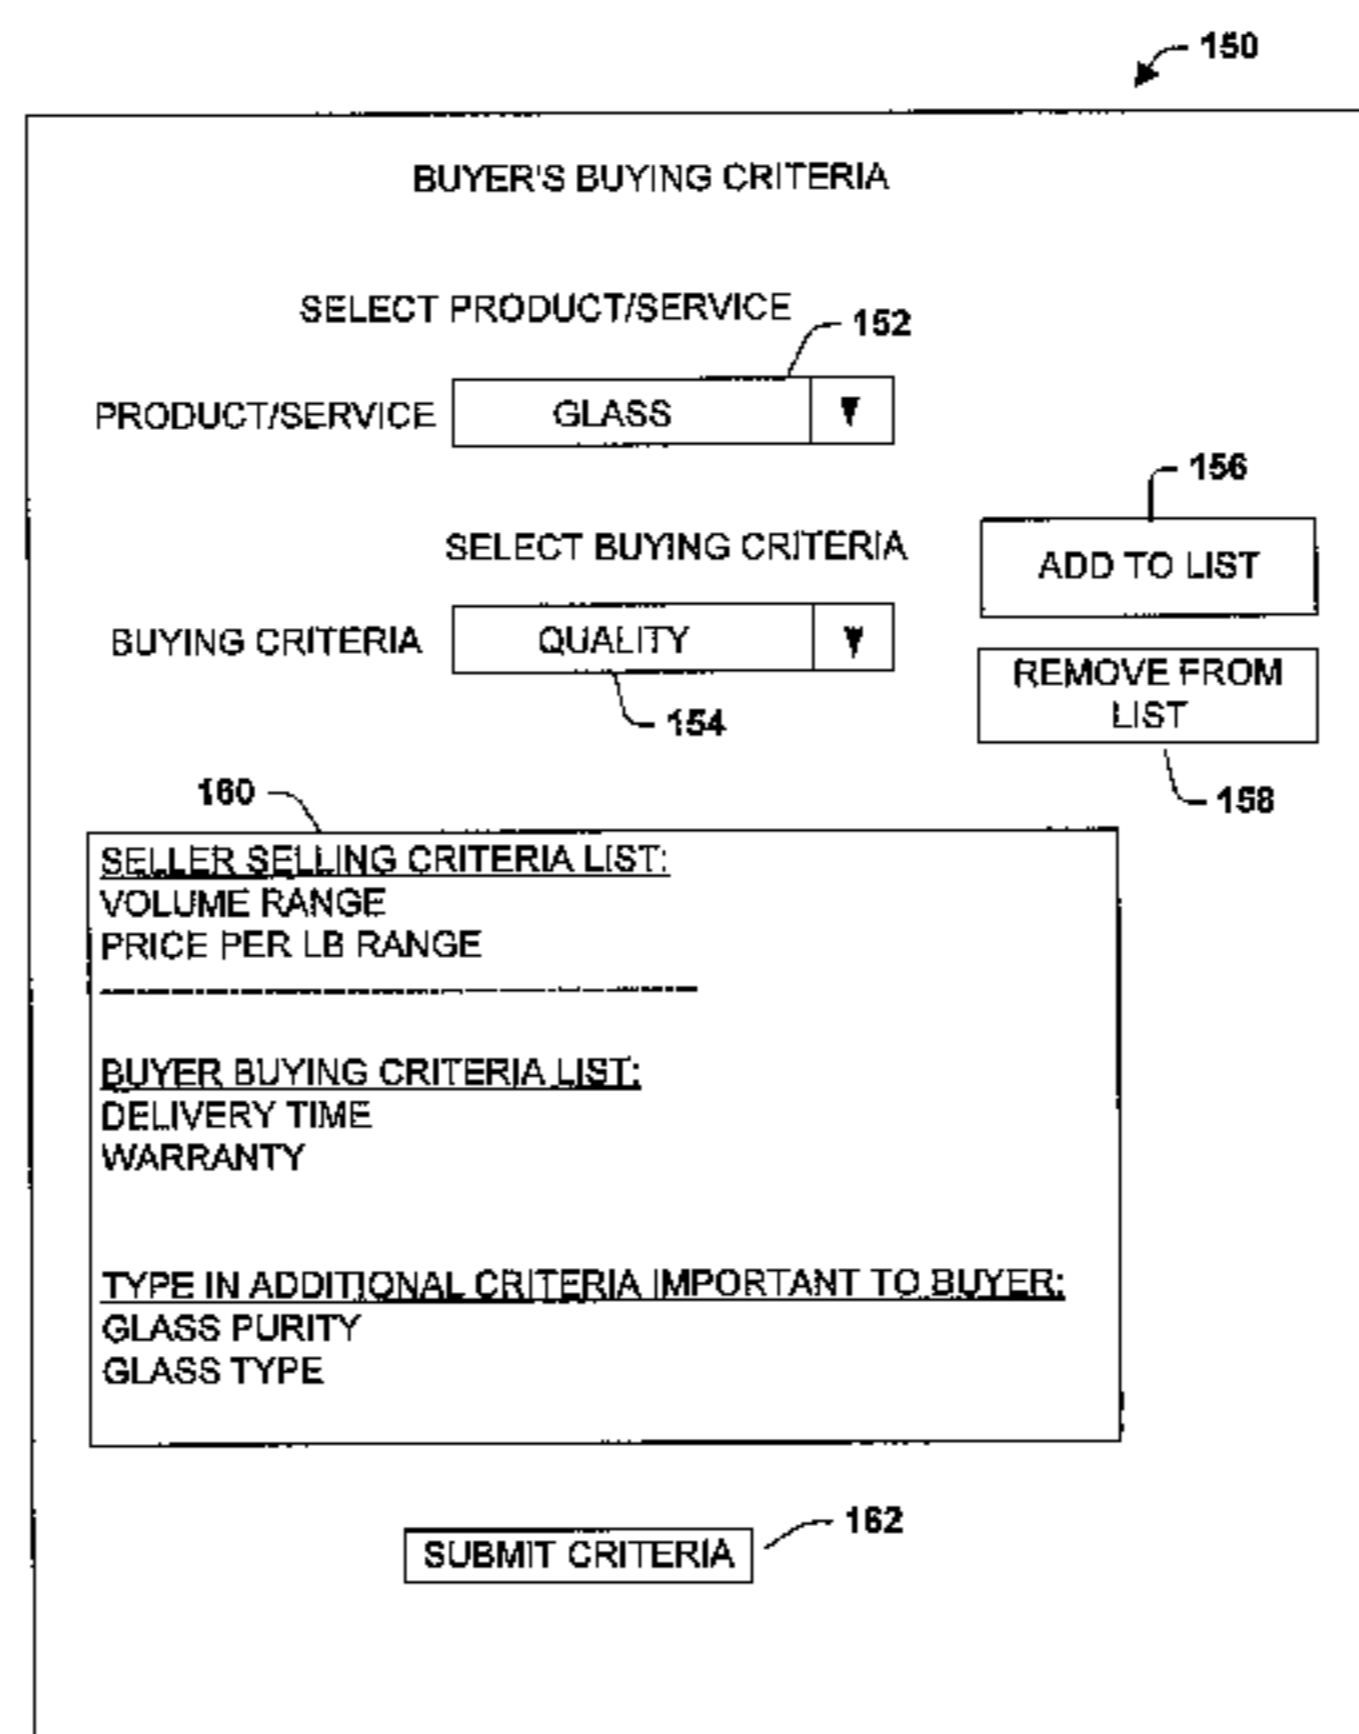 150
BUYER'S BUYING CRITERIA
SELECT PRODUCT/SERVICE
152
PRODUCT/SERVICE GLASS
156
SELECT BUYING CRITERIA
ADD TO LIST
BUYING CRITERIA QUALITY
REMOVE FROM
LIST
154
158
160
SELLER SELLING CRITERIA LIST:
VOLUME RANGE
PRICE PER LB RANGE
BUYER BUYING CRITERIA LIST:
DELIVERY TIME
WARRANTY
TYPE IN ADDITIONAL CRITERIA IMPORTANT TO BUYER:
GLASS PURITY
GLASS TYPE
162
SUBMIT CRITERIA